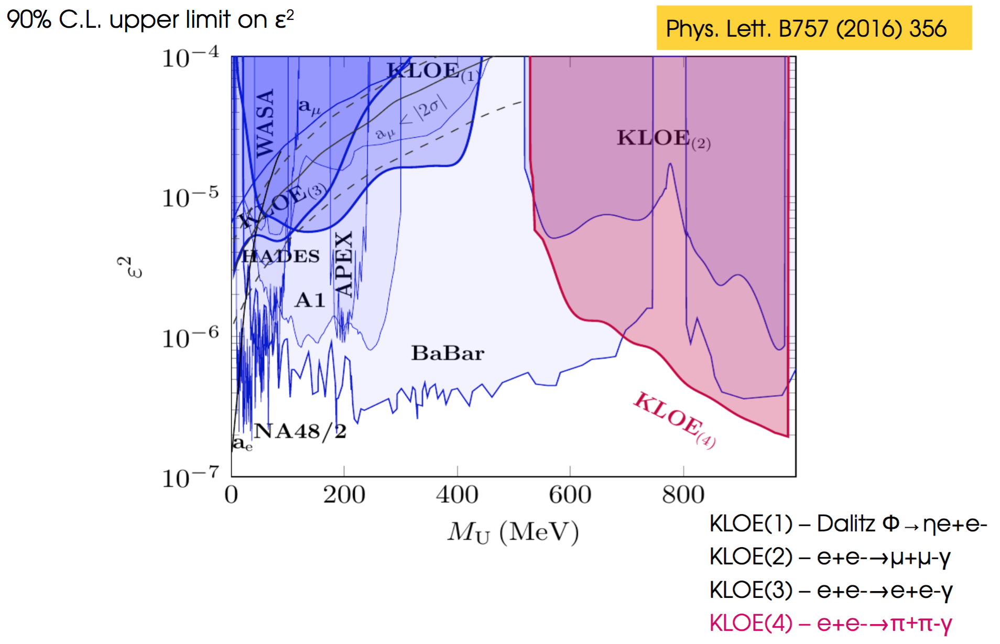 90% C.L. upper limit on ε²
Phys. Lett. B757 (2016) 356
10⁻⁴
10⁻⁵
10⁻⁶
10⁻⁷
ε²
KLOE(1)
WASA
aμ
aμ < |2σ|
KLOE(2)
KLOE(3)
HADES
APEX
A1
BaBar
KLOE(4)
NA48/2
ae
0 200 400 600 800
MU (MeV)
KLOE(1) – Dalitz Φ→ηe+e-
KLOE(2) – e+e-→μ+μ-γ
KLOE(3) – e+e-→e+e-γ
KLOE(4) – e+e-→π+π-γ